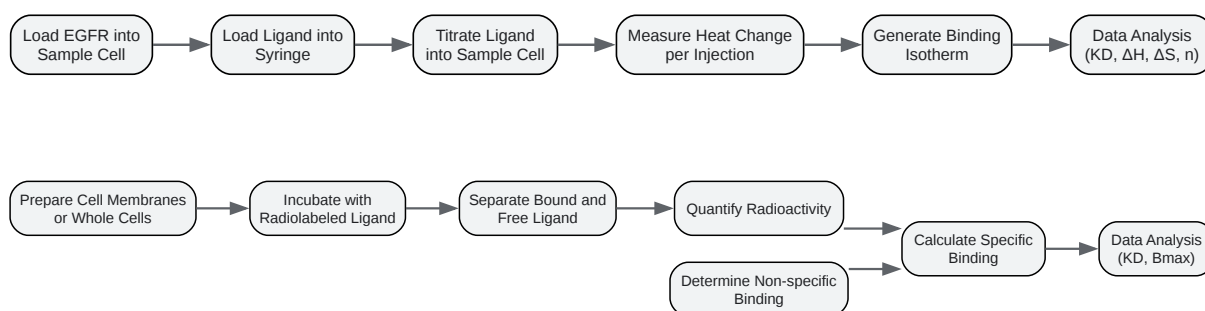 Load EGFR into
Sample Cell
Load Ligand into
Syringe
Titrate Ligand
into Sample Cell
Measure Heat Change
per Injection
Generate Binding
Isotherm
Data Analysis
(KD, ΔH, ΔS, n)
Prepare Cell Membranes
or Whole Cells
Incubate with
Radiolabeled Ligand
Separate Bound and
Free Ligand
Quantify Radioactivity
Determine Non-specific
Binding
Calculate Specific
Binding
Data Analysis
(KD, Bmax)